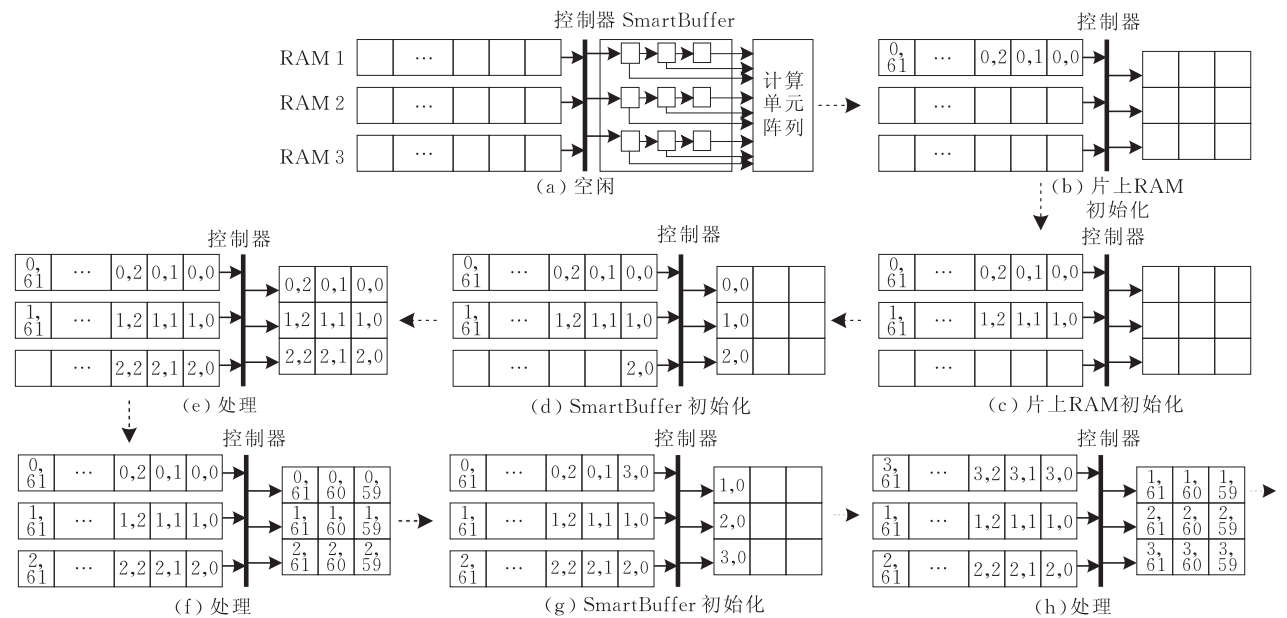 控制器 SmartBuffer
RAM 1 …
RAM 2 …
RAM 3 …
计算
单元
阵列
(a) 空闲
控制器
0, 61 … 0,2 0,1 0,0
…
…
(b) 片上RAM
初始化
控制器
0, 61 … 0,2 0,1 0,0
1, 61 … 1,2 1,1 1,0
…
(c) 片上RAM初始化
控制器
0, 61 … 0,2 0,1 0,0
1, 61 … 1,2 1,1 1,0
… 2,0
0,0
1,0
2,0
(d) SmartBuffer 初始化
控制器
0, 61 … 0,2 0,1 0,0
1, 61 … 1,2 1,1 1,0
… 2,2 2,1 2,0
0,2 0,1 0,0
1,2 1,1 1,0
2,2 2,1 2,0
(e) 处理
控制器
0, 61 … 0,2 0,1 0,0
1, 61 … 1,2 1,1 1,0
2, 61 … 2,2 2,1 2,0
0, 61 0, 60 0, 59
1, 61 1, 60 1, 59
2, 61 2, 60 2, 59
(f) 处理
控制器
0, 61 … 0,2 0,1 3,0
1, 61 … 1,2 1,1 1,0
2, 61 … 2,2 2,1 2,0
1,0
2,0
3,0
(g) SmartBuffer 初始化
控制器
3, 61 … 3,2 3,1 3,0
1, 61 … 1,2 1,1 1,0
2, 61 … 2,2 2,1 2,0
1, 61 1, 60 1, 59
2, 61 2, 60 2, 59
3, 61 3, 60 3, 59
(h) 处理